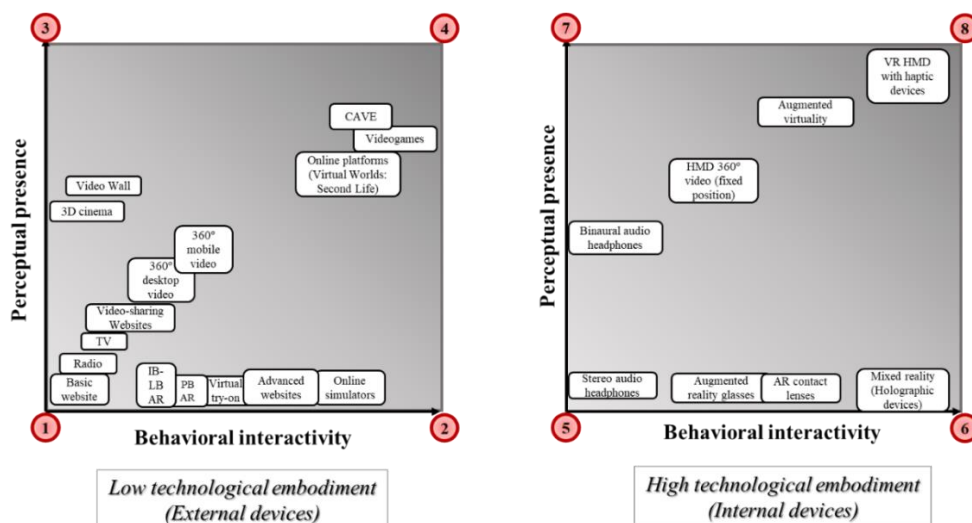 3
4
CAVE
Videogames
Online platforms
(Virtual Worlds:
Second Life)
Video Wall
3D cinema
360°
mobile
video
360°
desktop
video
Video-sharing
Websites
TV
Radio
Basic
website
IB-
LB
AR
PB
AR
Virtual
try-on
Advanced
websites
Online
simulators
Perceptual presence
1
2
Behavioral interactivity
Low technological embodiment
(External devices)
7
8
VR HMD
with haptic
devices
Augmented
virtuality
HMD 360°
video (fixed
position)
Binaural audio
headphones
Stereo audio
headphones
Augmented
reality glasses
AR contact
lenses
Mixed reality
(Holographic
devices)
Perceptual presence
5
6
Behavioral interactivity
High technological embodiment
(Internal devices)